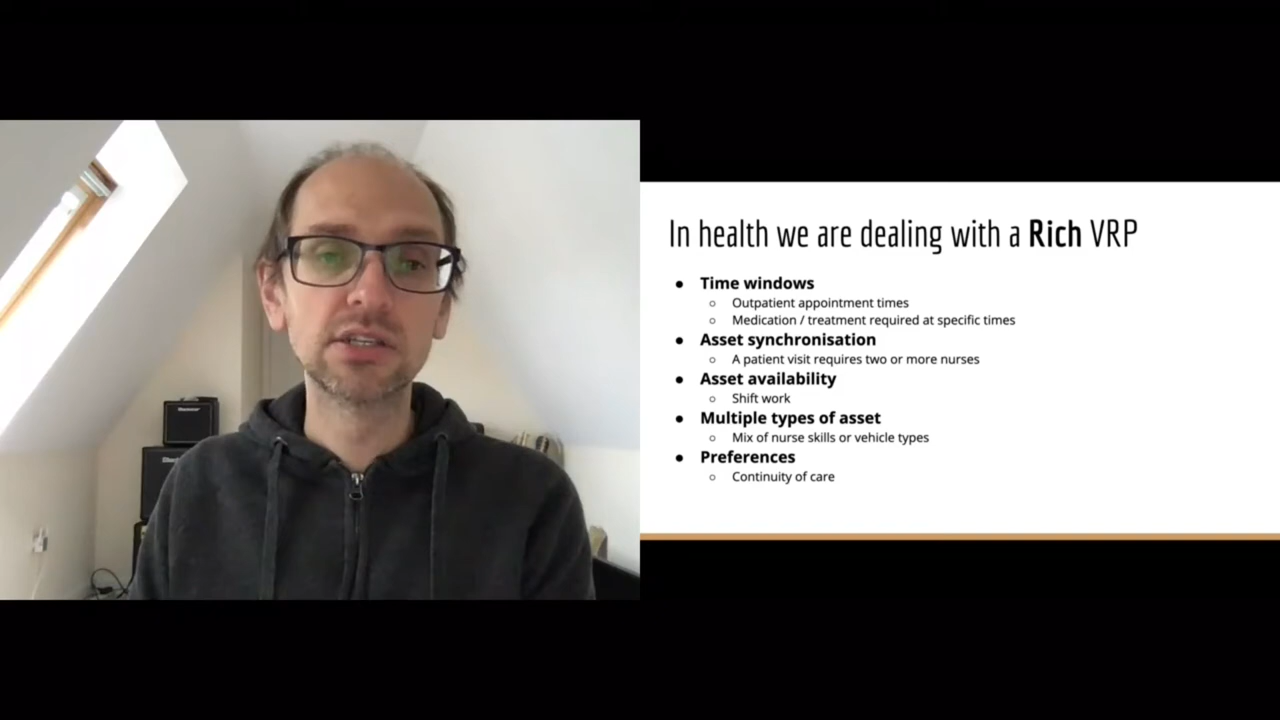 In health we are dealing with a Rich VRP
● Time windows
○ Outpatient appointment times
○ Medication / treatment required at specific times
● Asset synchronisation
○ A patient visit requires two or more nurses
● Asset availability
○ Shift work
● Multiple types of asset
○ Mix of nurse skills or vehicle types
● Preferences
○ Continuity of care